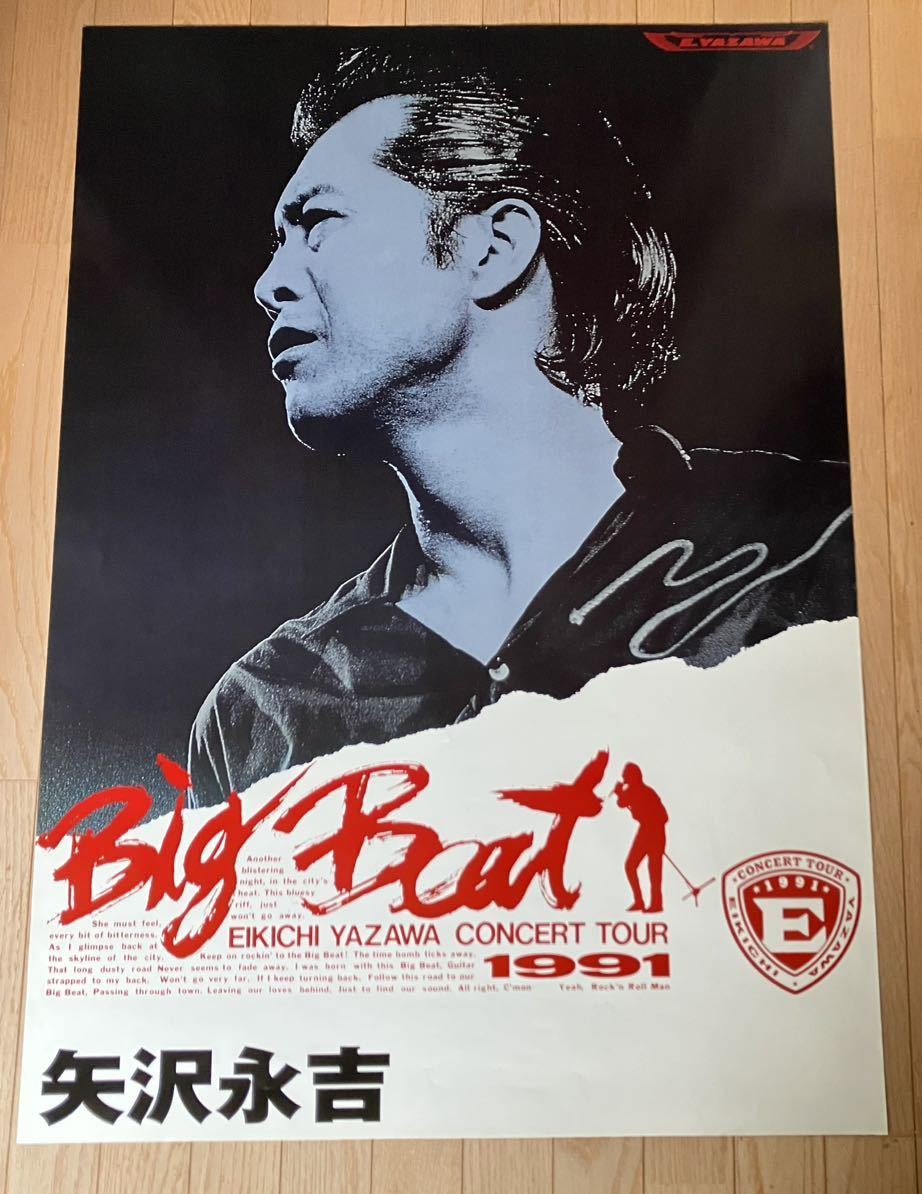 E.YAZAWA
Big Beat
Another
blistering
night, in the city's
heat. This bluesy
riff, just
won't go away.
She must feel,
every bit of bitterness.
As I glimpse back at
the skyline of the city.
EIKICHI YAZAWA CONCERT TOUR
1991
Keep on rockin' to the Big Beat! The time bomb ticks away.
That long dusty road Never seems to fade away. I was born with this Big Beat, Guitar
strapped to my back. Won't go very far, If I keep turning back. Follow this road to our
Big Beat, Passing through town. Leaving our loves behind, Just to find our sound. All right, C'mon Yeah, Rock'n Roll Man
CONCERT TOUR
1991
E
EIKICHI YAZAWA
矢沢永吉